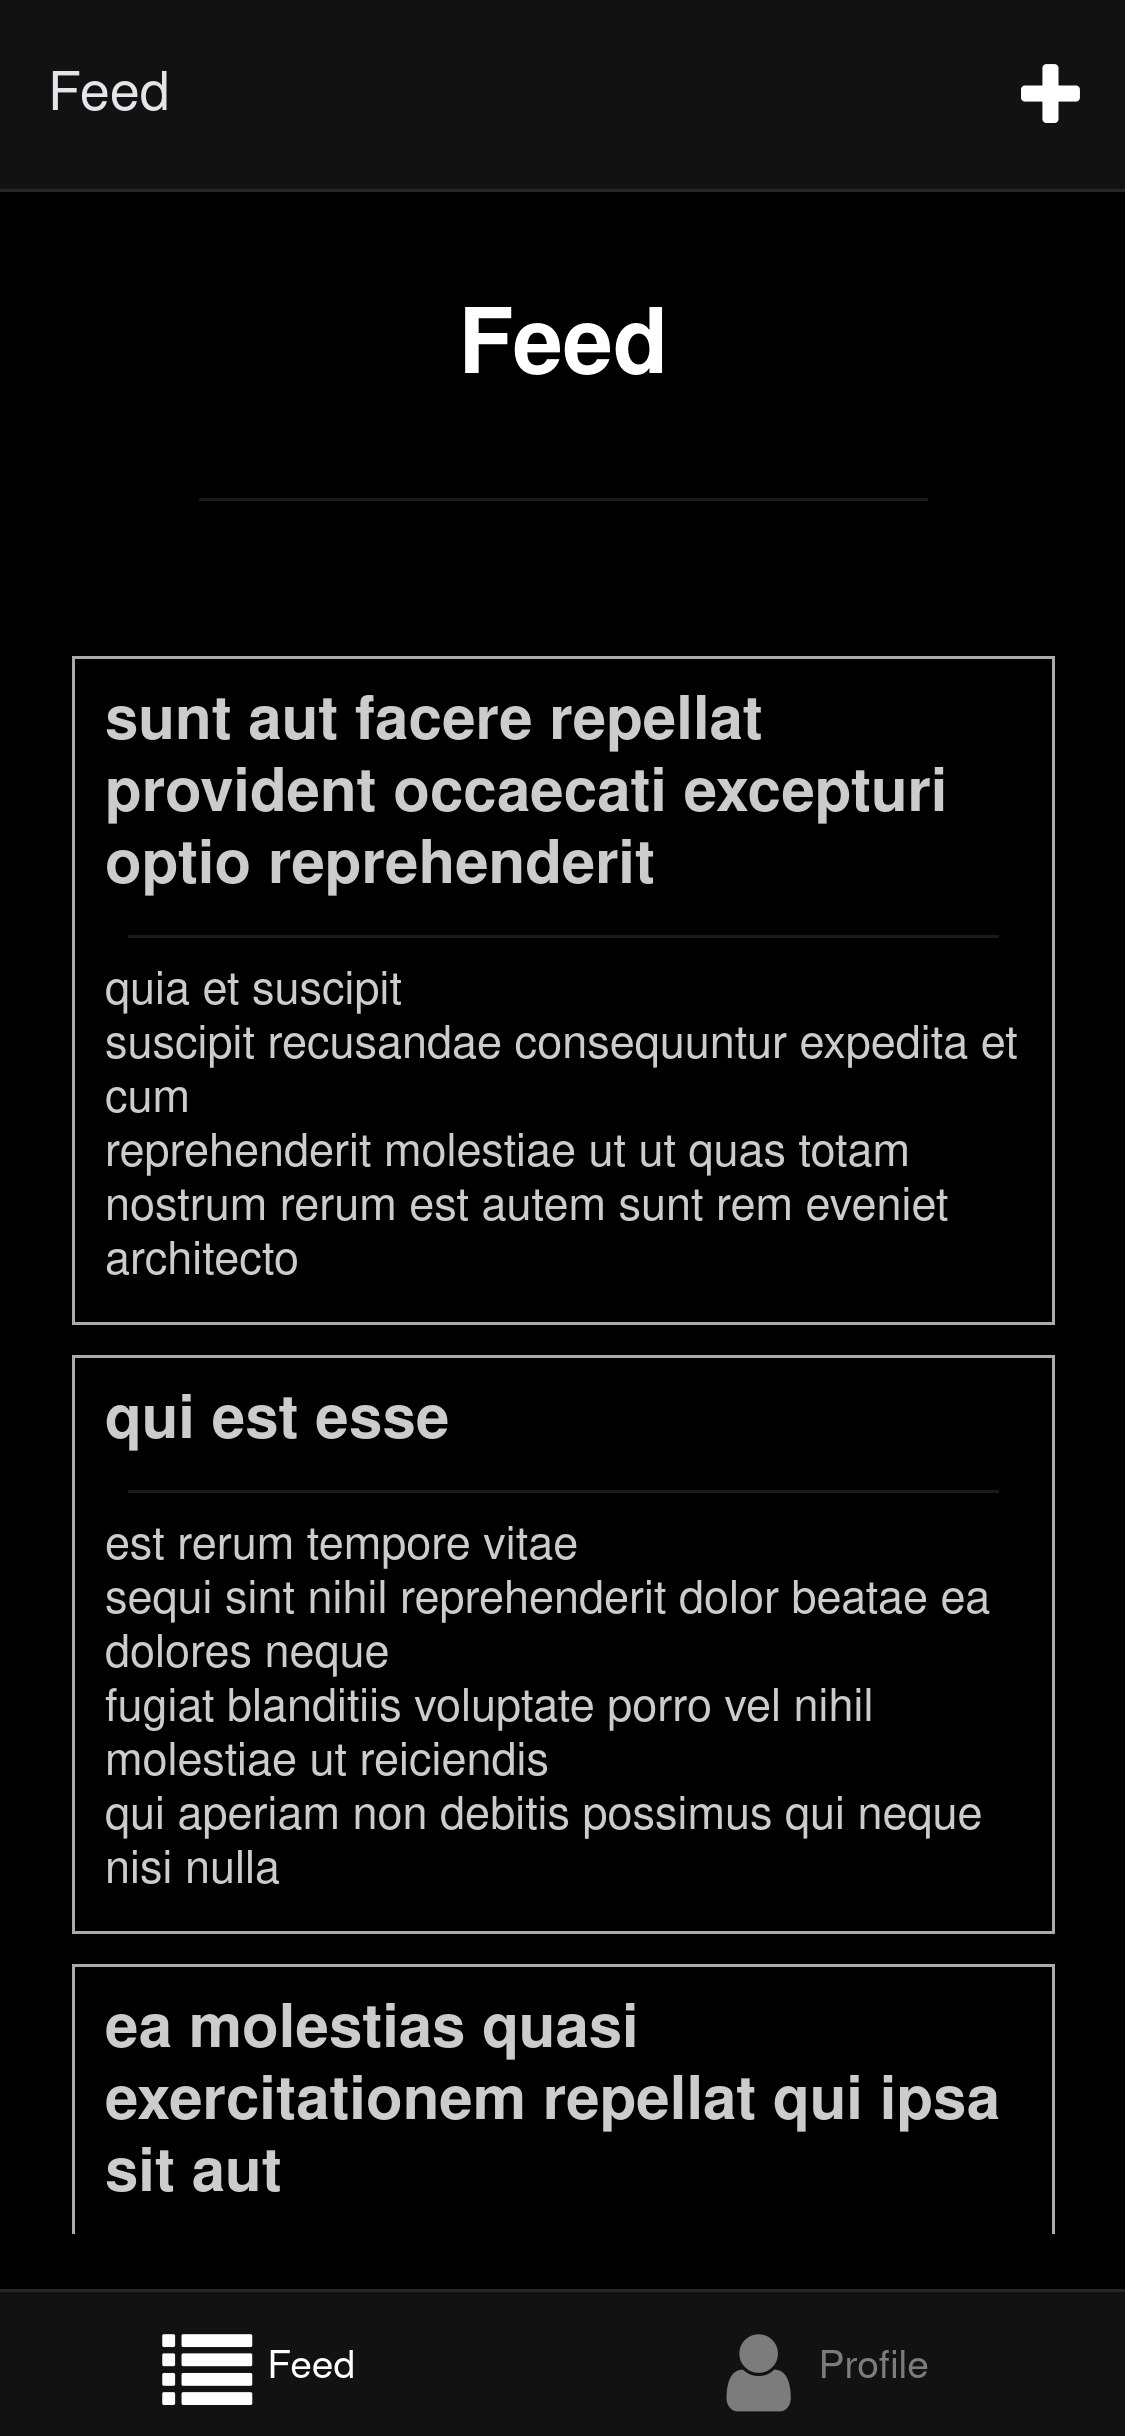 Feed
Feed
sunt aut facere repellat
provident occaecati excepturi
optio reprehenderit
quia et suscipit
suscipit recusandae consequuntur expedita et
cum
reprehenderit molestiae ut ut quas totam
nostrum rerum est autem sunt rem eveniet
architecto
qui est esse
est rerum tempore vitae
sequi sint nihil reprehenderit dolor beatae ea
dolores neque
fugiat blanditiis voluptate porro vel nihil
molestiae ut reiciendis
qui aperiam non debitis possimus qui neque
nisi nulla
ea molestias quasi
exercitationem repellat qui ipsa
sit aut
Feed
Profile